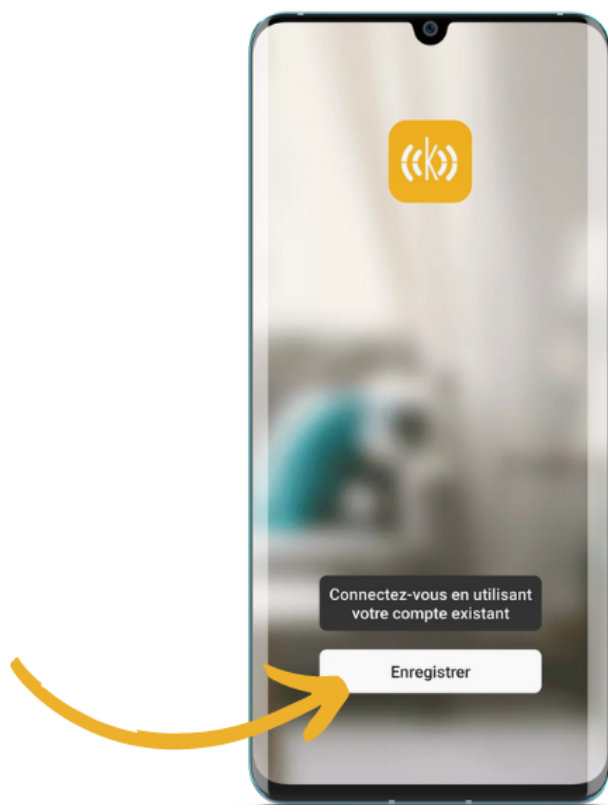 k
Connectez-vous en utilisant
votre compte existant
Enregistrer